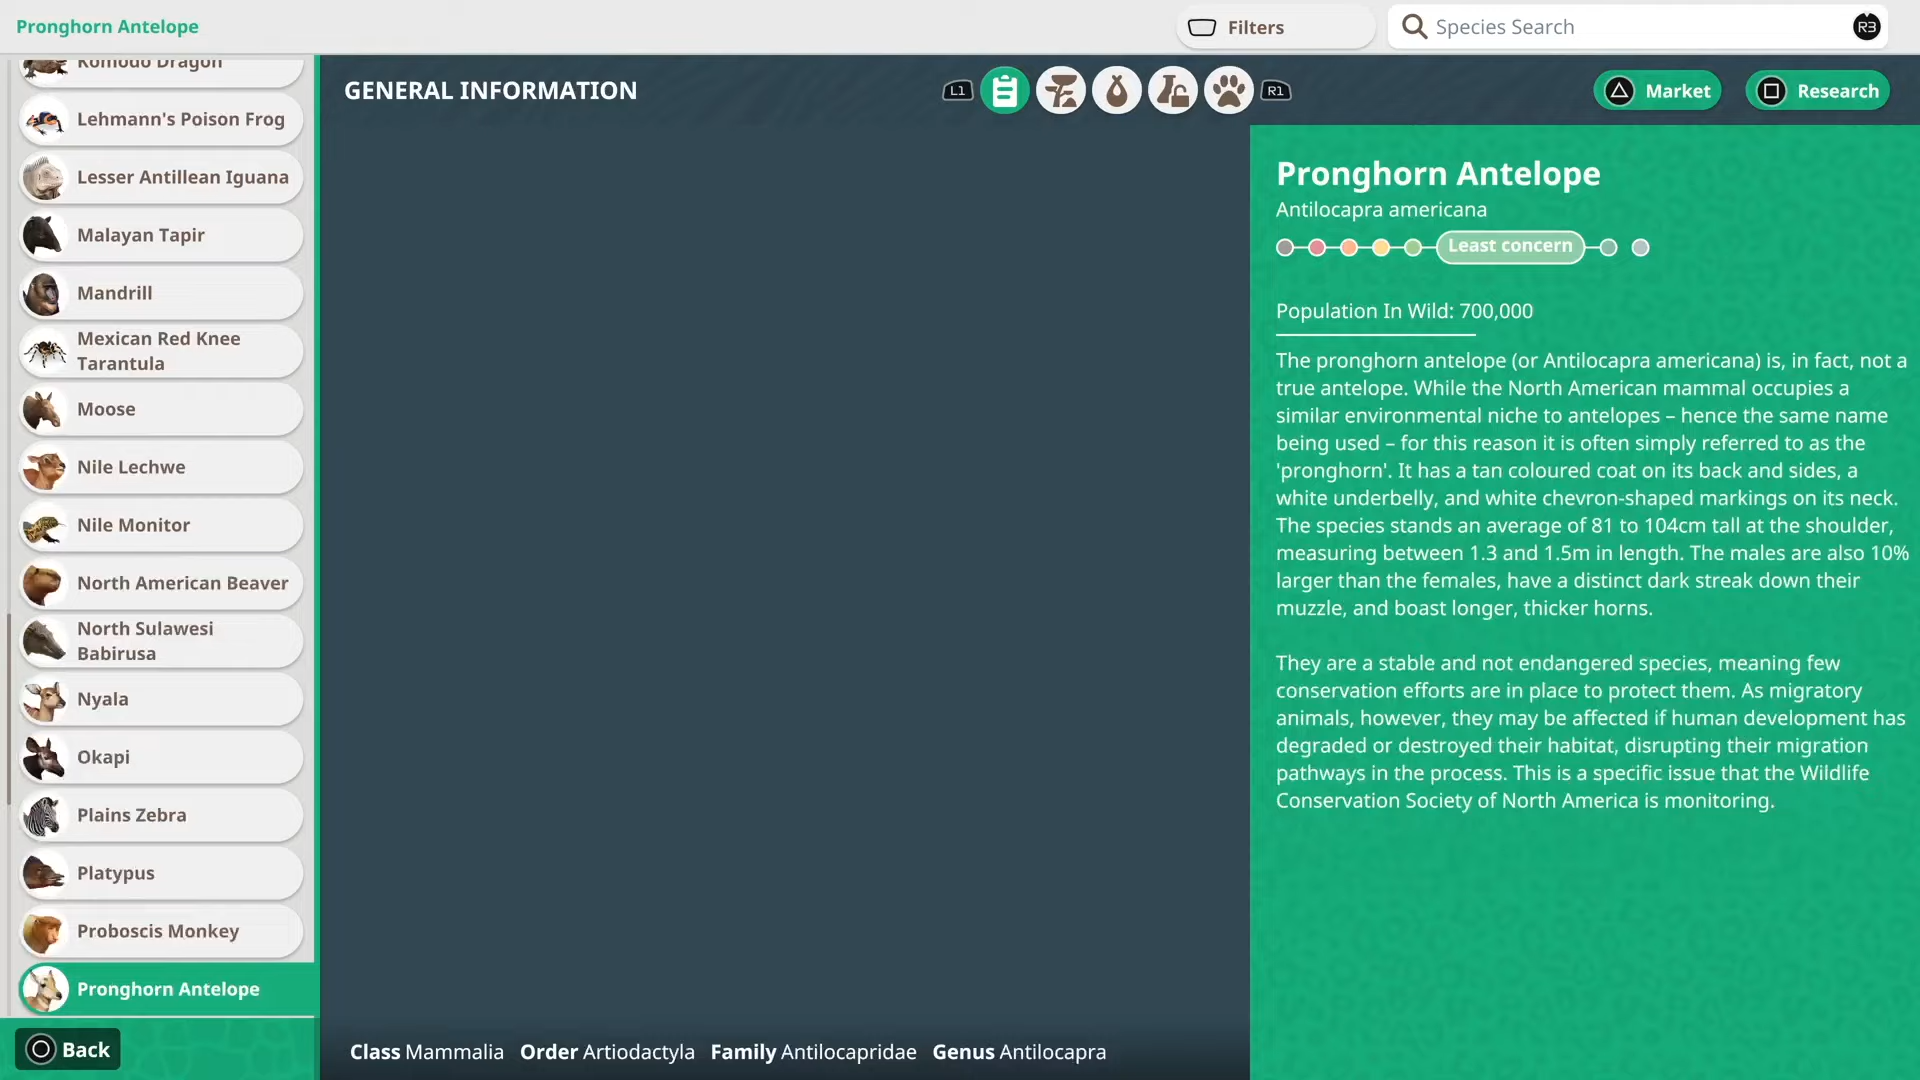 Pronghorn Antelope
Filters
Species Search
R3
Komodo Dragon
Lehmann's Poison Frog
Lesser Antillean Iguana
Malayan Tapir
Mandrill
Mexican Red Knee
Tarantula
Moose
Nile Lechwe
Nile Monitor
North American Beaver
North Sulawesi
Babirusa
Nyala
Okapi
Plains Zebra
Platypus
Proboscis Monkey
Pronghorn Antelope
Back
GENERAL INFORMATION
L1
R1
Market
Research
Pronghorn Antelope
Antilocapra americana
Least concern
Population In Wild: 700,000
The pronghorn antelope (or Antilocapra americana) is, in fact, not a
true antelope. While the North American mammal occupies a
similar environmental niche to antelopes – hence the same name
being used – for this reason it is often simply referred to as the
'pronghorn'. It has a tan coloured coat on its back and sides, a
white underbelly, and white chevron-shaped markings on its neck.
The species stands an average of 81 to 104cm tall at the shoulder,
measuring between 1.3 and 1.5m in length. The males are also 10%
larger than the females, have a distinct dark streak down their
muzzle, and boast longer, thicker horns.
They are a stable and not endangered species, meaning few
conservation efforts are in place to protect them. As migratory
animals, however, they may be affected if human development has
degraded or destroyed their habitat, disrupting their migration
pathways in the process. This is a specific issue that the Wildlife
Conservation Society of North America is monitoring.
Class Mammalia Order Artiodactyla Family Antilocapridae Genus Antilocapra